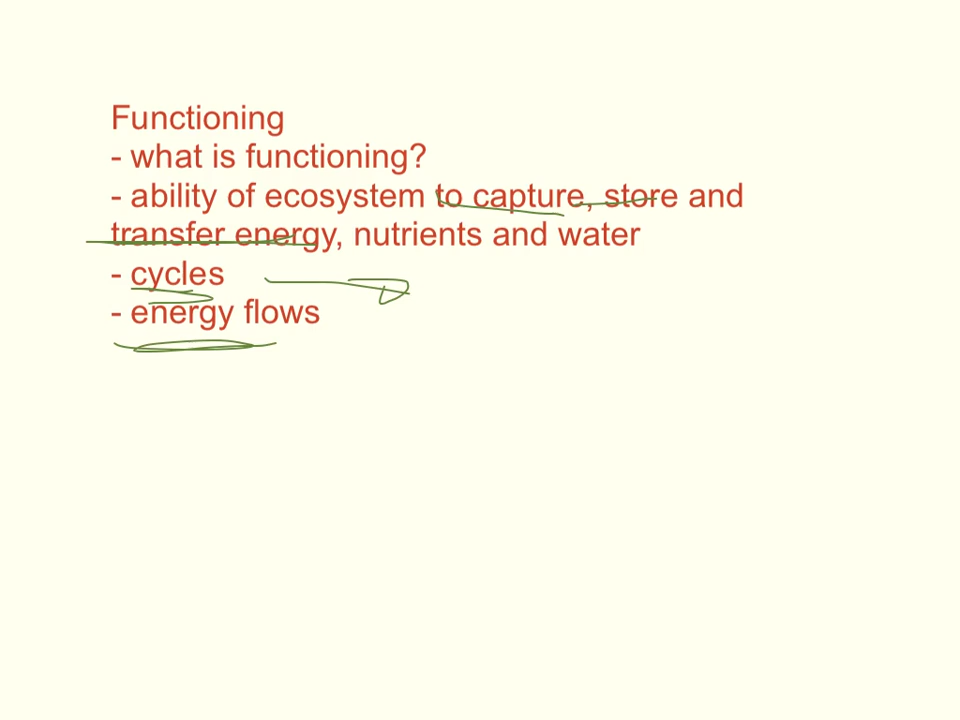 Functioning
- what is functioning?
- ability of ecosystem to capture, store and
transfer energy, nutrients and water
- cycles
- energy flows